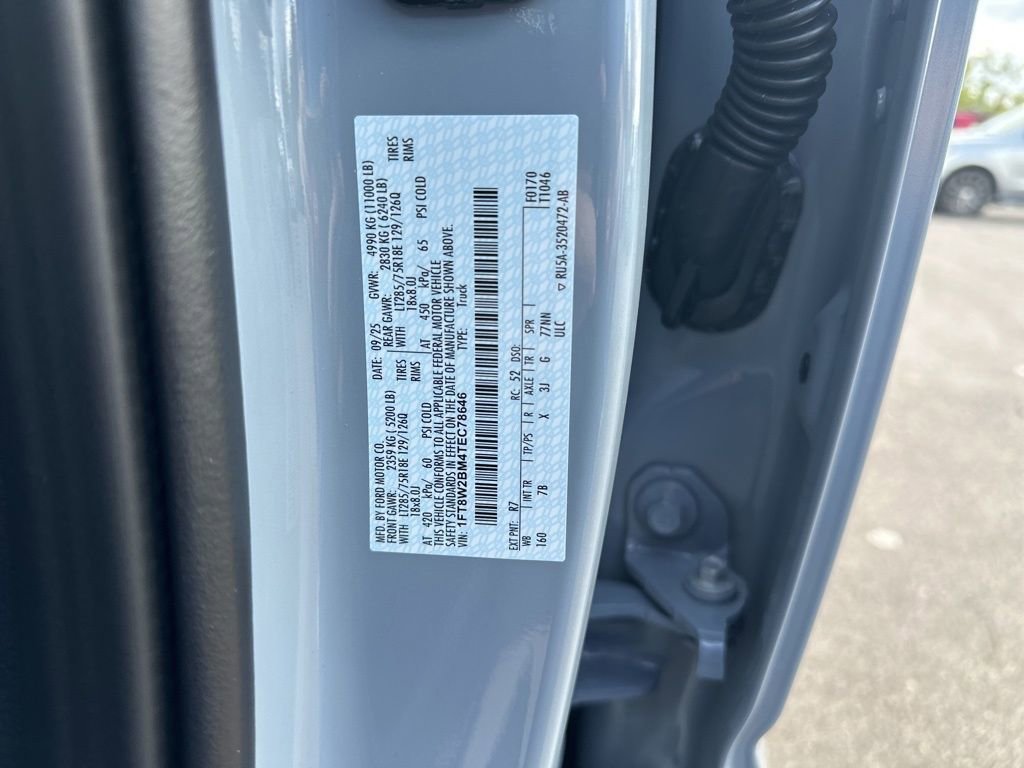 MFD. BY FORD MOTOR CO.
DATE: 09/25 GVWR: 4990 KG (11000 LB)
FRONT GAWR: 2359 KG ( 5200 LB) REAR GAWR: 2830 KG ( 6240 LB)
WITH LT285/75R18E 129/126Q TIRES WITH LT285/75R18E 129/126Q TIRES
18x8.0J RIMS 18x8.0J RIMS
AT 420 kPa/ 60 PSI COLD AT 450 kPa/ 65 PSI COLD
THIS VEHICLE CONFORMS TO ALL APPLICABLE FEDERAL MOTOR VEHICLE
SAFETY STANDARDS IN EFFECT ON THE DATE OF MANUFACTURE SHOWN ABOVE.
VIN: 1FT8W2BM4TEC78646 TYPE: Truck
F0170
T1046
EXT PNT: R7 RC: 52 DSO:
WB INT TR TP/PS R AXLE TR SPR
160 7B X 3J G 77NN
ULC ▽ RU5A-3520472-AB